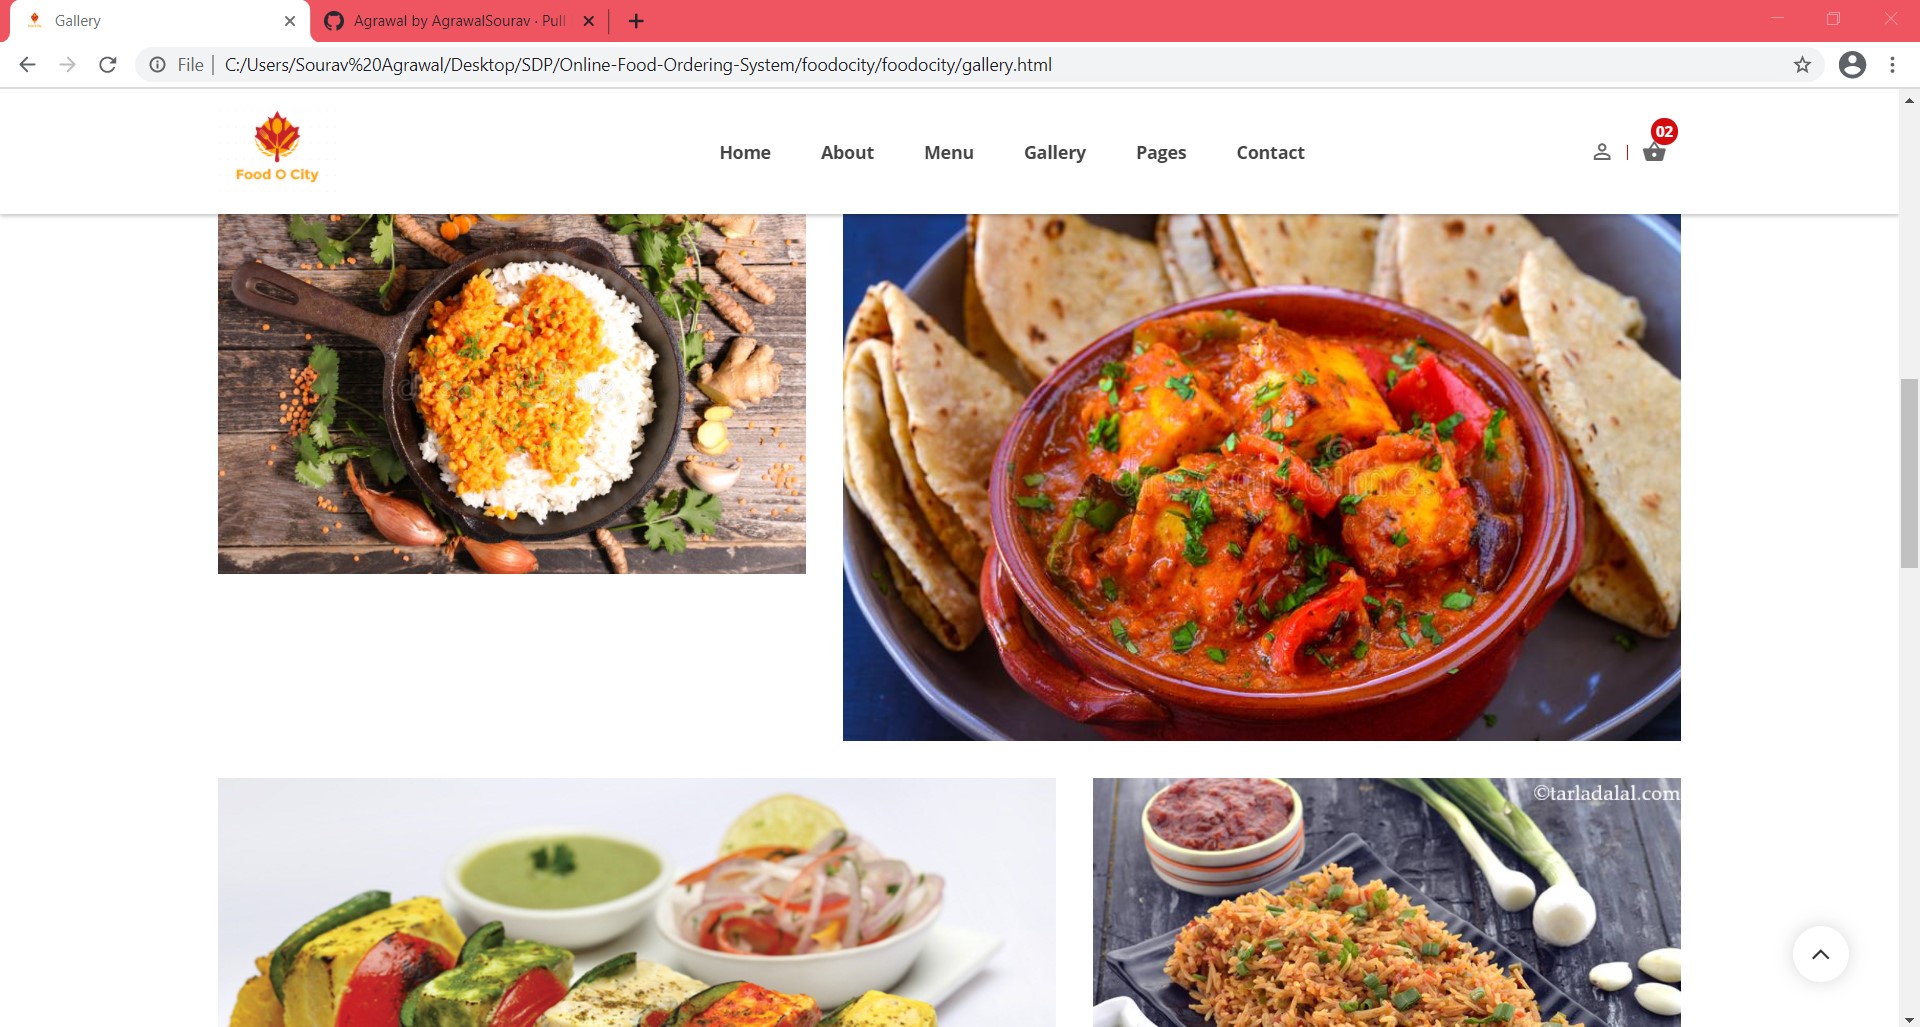 Gallery
Agrawal by AgrawalSourav · Pull
File
C:/Users/Sourav%20Agrawal/Desktop/SDP/Online-Food-Ordering-System/foodocity/foodocity/gallery.html
Food O City
Home About Menu Gallery Pages Contact
02
dreamstime
©tarladalal.com